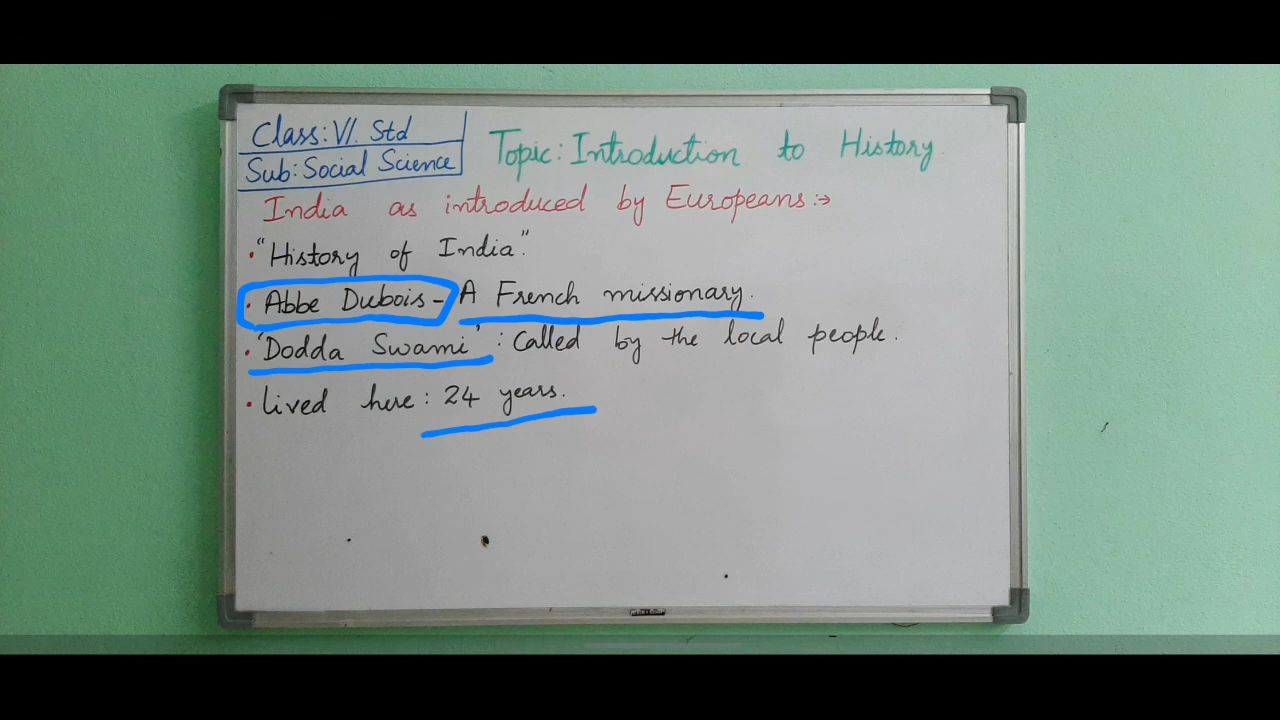 Class: VI. Std
Sub: Social Science
Topic: Introduction to History
India as introduced by Europeans :→
• "History of India".
• Abbe Dubois - A French missionary.
• "Dodda Swami" : Called by the local people.
• Lived here : 24 years.